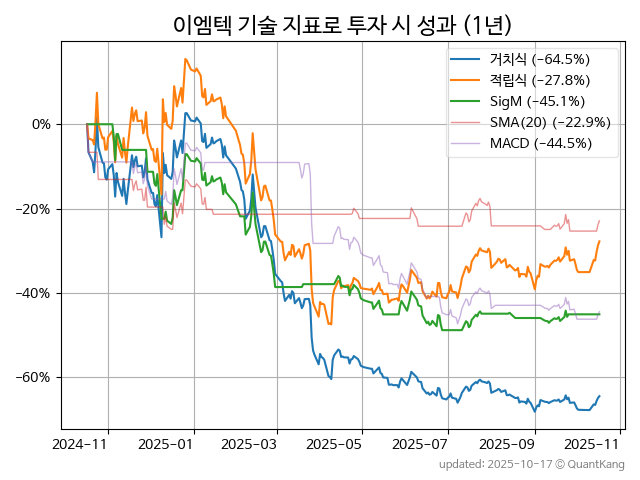 이엠텍 기술 지표로 투자 시 성과 (1년)
거치식 (−64.5%)
적립식 (−27.8%)
SigM (−45.1%)
SMA(20) (−22.9%)
MACD (−44.5%)
0%
−20%
−40%
−60%
2024-11 2025-01 2025-03 2025-05 2025-07 2025-09 2025-11
updated: 2025-10-17 © QuantKang